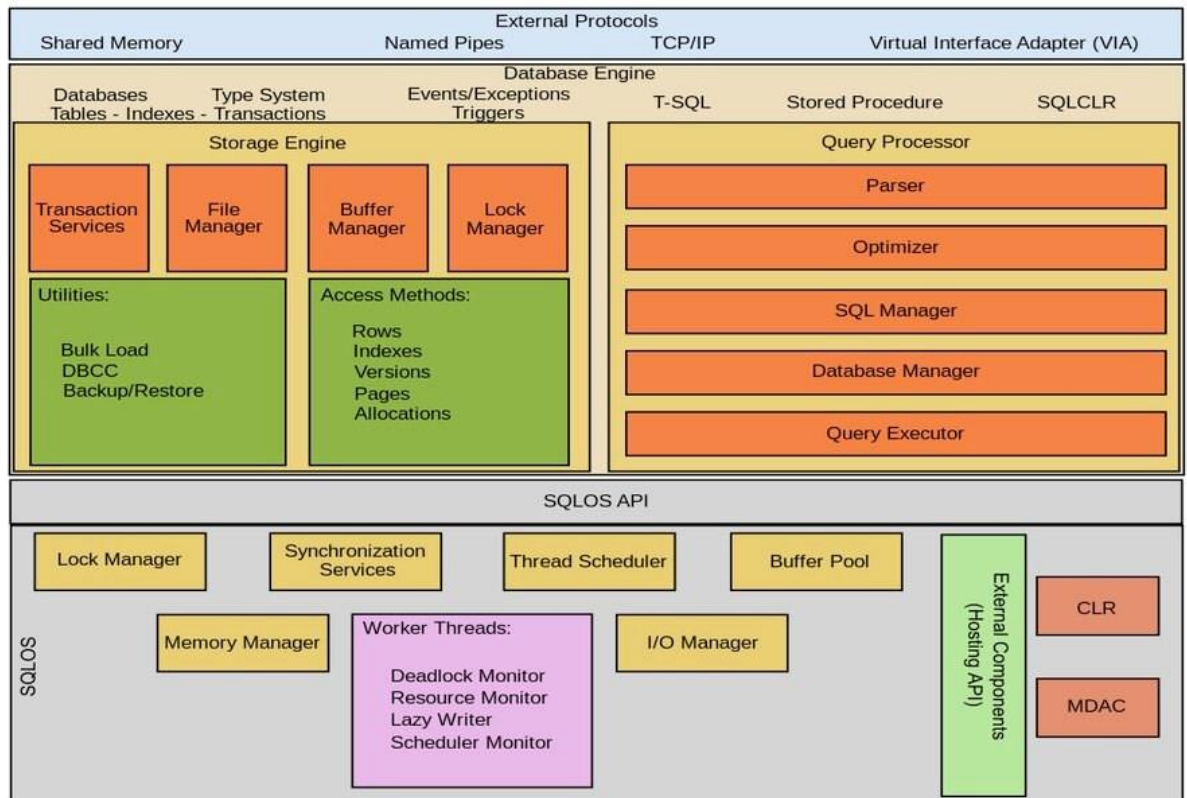 External Protocols
Shared Memory Named Pipes TCP/IP Virtual Interface Adapter (VIA)
Database Engine
Databases Type System Events/Exceptions T-SQL Stored Procedure SQLCLR
Tables - Indexes - Transactions Triggers
Storage Engine
Transaction
Services
File
Manager
Buffer
Manager
Lock
Manager
Utilities:
Bulk Load
DBCC
Backup/Restore
Access Methods:
Rows
Indexes
Versions
Pages
Allocations
Query Processor
Parser
Optimizer
SQL Manager
Database Manager
Query Executor
SQLOS API
SQLOS
Lock Manager
Synchronization
Services
Thread Scheduler
Buffer Pool
Memory Manager
Worker Threads:
Deadlock Monitor
Resource Monitor
Lazy Writer
Scheduler Monitor
I/O Manager
External Components
(Hosting API)
CLR
MDAC